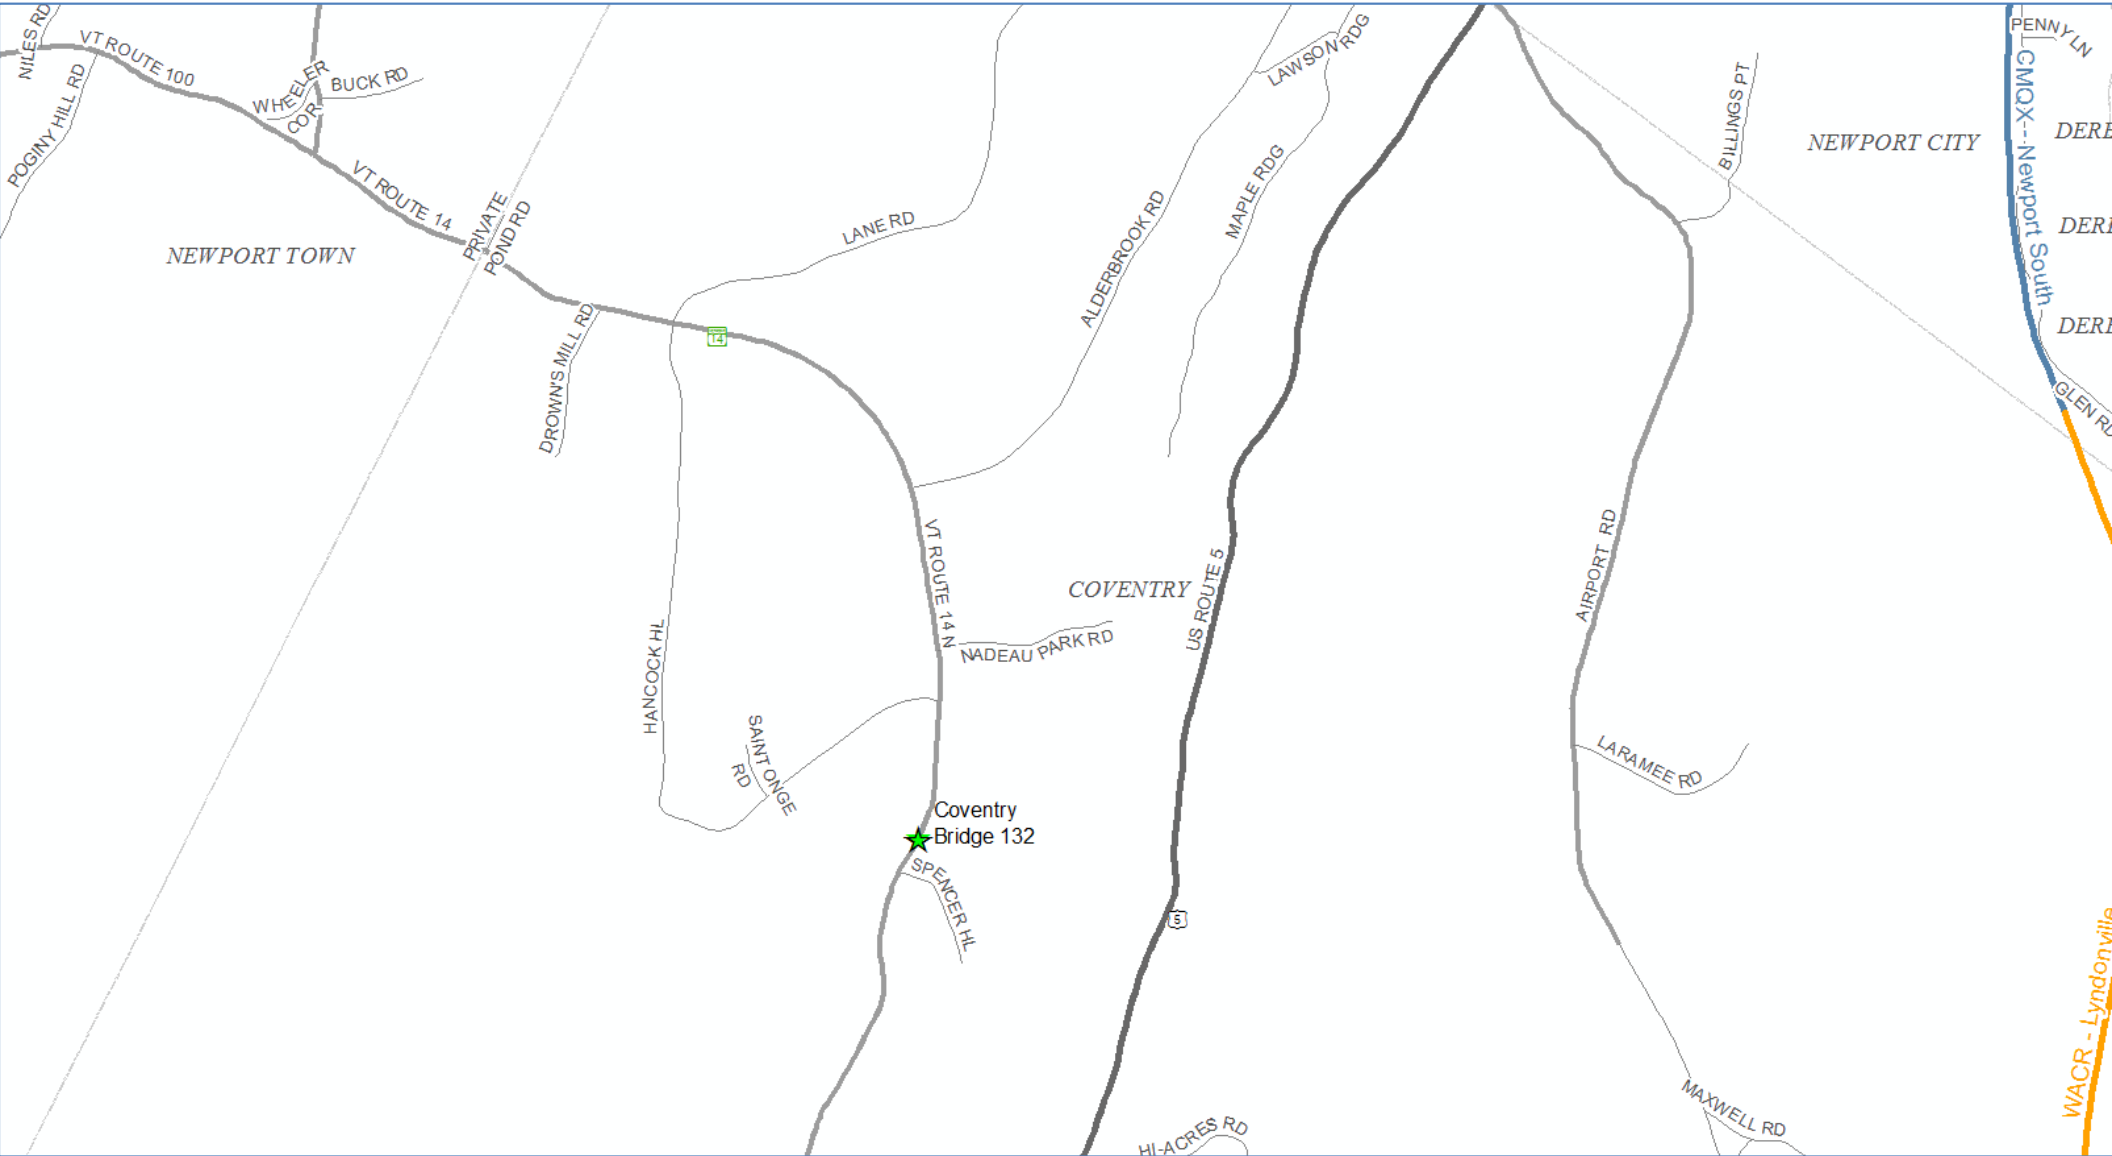 NILES RD
VT ROUTE 100
POGINY HILL RD
WHEELER
COR
BUCK RD
VT ROUTE 14
PRIVATE
POND RD
NEWPORT TOWN
LANE RD
14
DROWN'S MILL RD
ALDERBROOK RD
LAWSON RDG
MAPLE RDG
BILLINGS PT
NEWPORT CITY
PENNY LN
CMQX---Newport South
DERE
DERE
DERE
GLEN RD
VT ROUTE 14 N
COVENTRY
US ROUTE 5
AIRPORT RD
NADEAU PARK RD
HANCOCK HL
SAINT ONGE
RD
LARAMEE RD
Coventry
Bridge 132
SPENCER HL
5
WACR - Lyndonville
MAXWELL RD
HI-ACRES RD